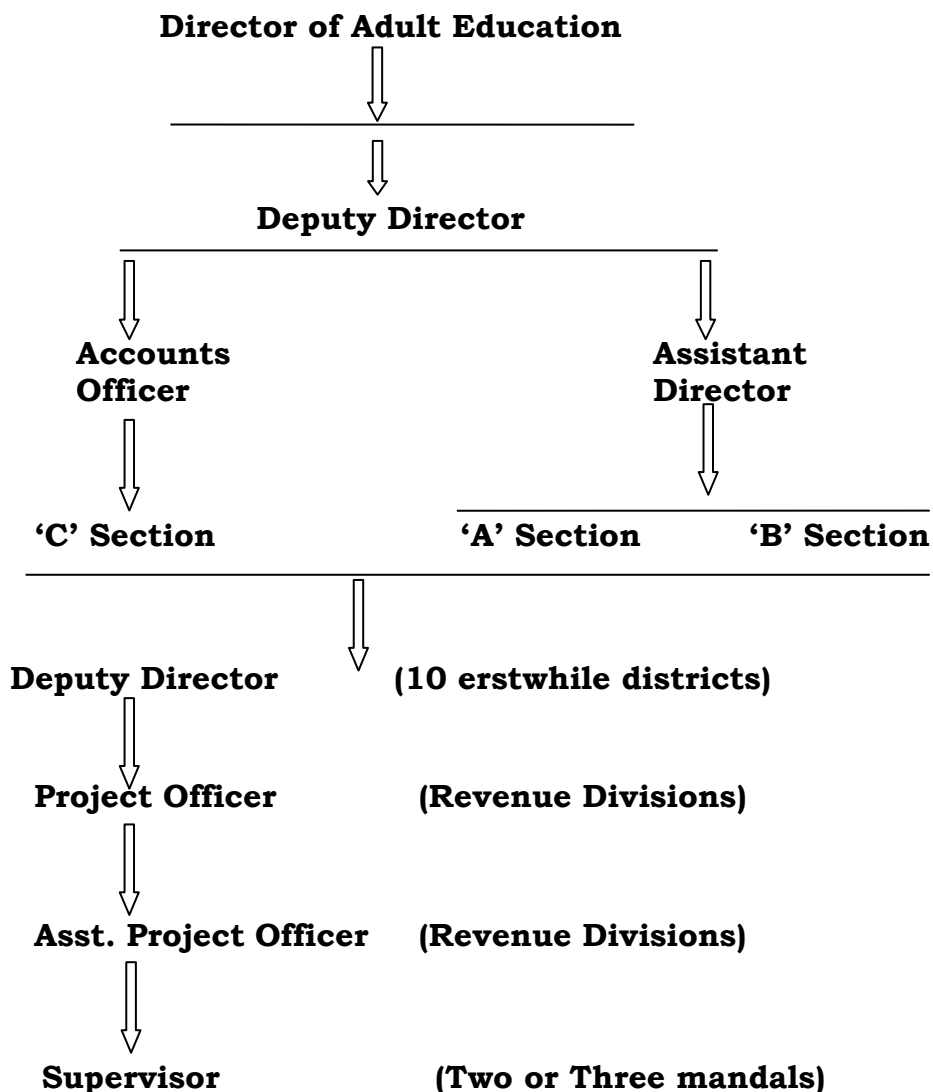 Director of Adult Education
Deputy Director
Accounts Officer
Assistant Director
‘C’ Section ‘A’ Section ‘B’ Section
Deputy Director (10 erstwhile districts)
Project Officer (Revenue Divisions)
Asst. Project Officer (Revenue Divisions)
Supervisor (Two or Three mandals)